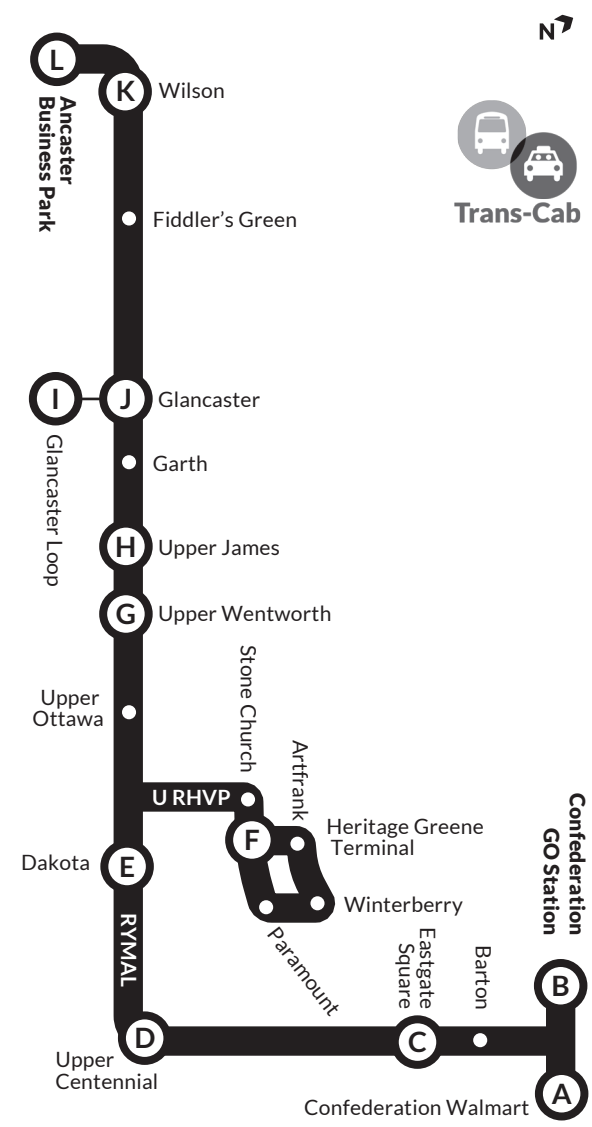 N
L
K
Wilson
Ancaster
Business Park
Trans-Cab
Fiddler's Green
I
J
Glancaster
Glancaster Loop
Garth
H
Upper James
G
Upper Wentworth
Stone Church
Upper
Ottawa
Artfrank
U RHVP
F
Heritage Greene
Terminal
Confederation
GO Station
Dakota
E
Winterberry
RYMAL
Paramount
Eastgate
Square
Barton
B
D
C
Upper
Centennial
A
Confederation Walmart